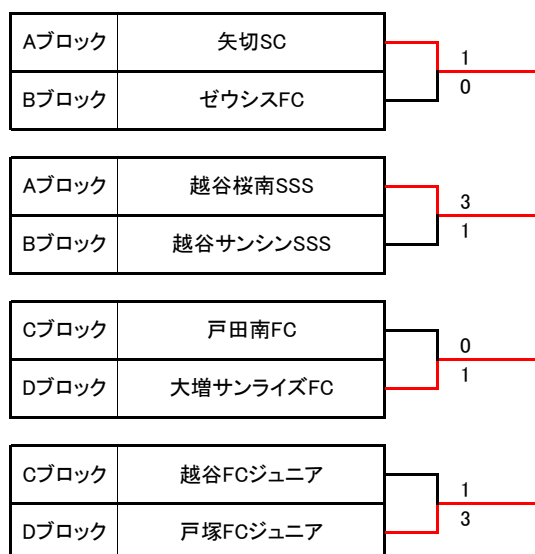 Aブロック 矢切SC
1
Bブロック ゼウシスFC
0
Aブロック 越谷桜南SSS
3
Bブロック 越谷サンシンSSS
1
Cブロック 戸田南FC
0
Dブロック 大増サンライズFC
1
Cブロック 越谷FCジュニア
1
Dブロック 戸塚FCジュニア
3